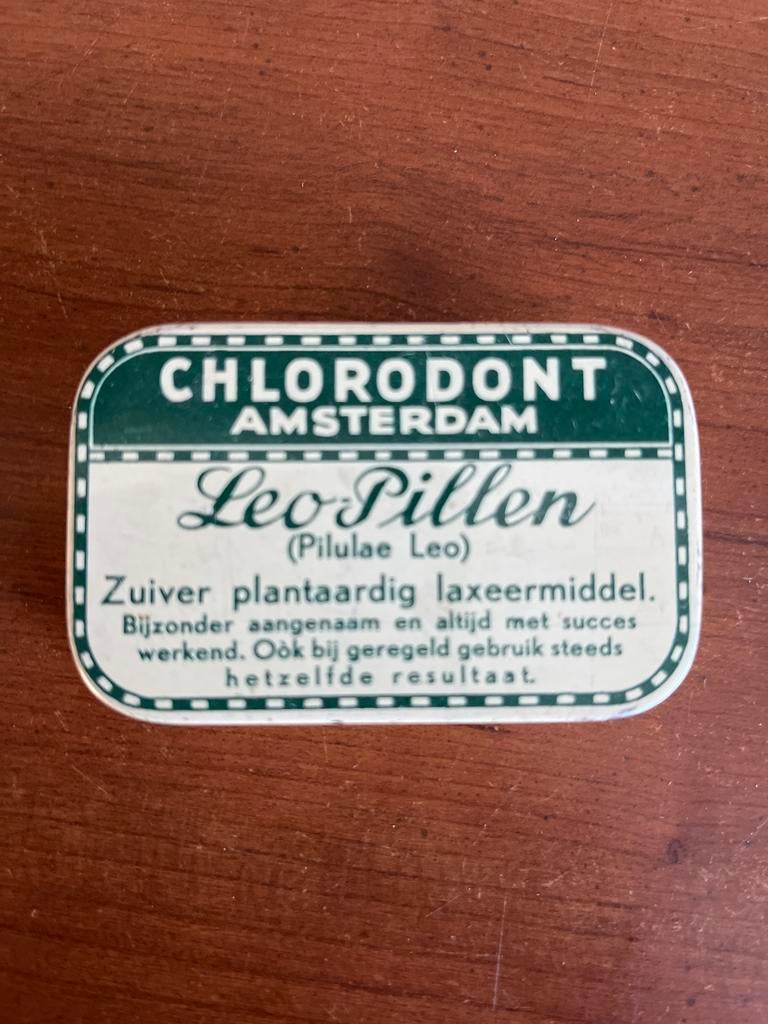 CHLORODONT
AMSTERDAM
Leo-Pillen
(Pilulae Leo)
Zuiver plantaardig laxeermiddel.
Bijzonder aangenaam en altijd met succes
werkend. Oòk bij geregeld gebruik steeds
hetzelfde resultaat.